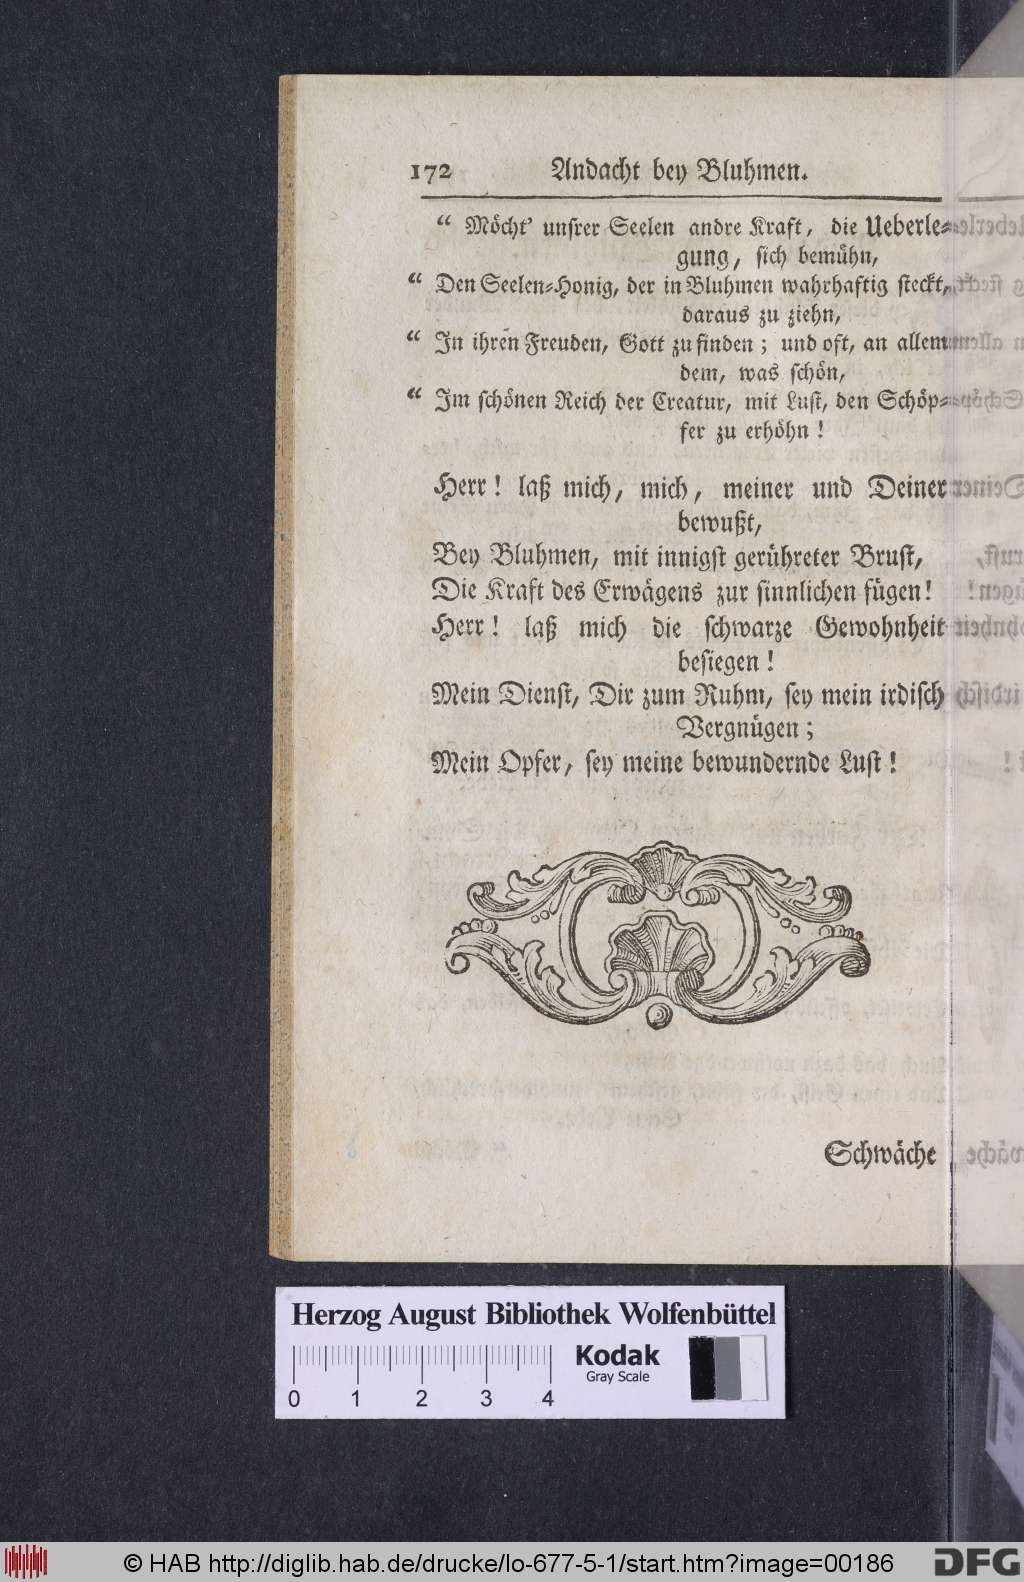 172 Andacht bey Bluhmen.
“ Möcht’ unsrer Seelen andre Kraft, die Ueberle-
gung, sich bemühn,
“ Den Seelen-Honig, der in Bluhmen wahrhaftig steckt,
daraus zu ziehn,
“ In ihren Freuden, Gott zu finden; und oft, an allem
dem, was schön,
“ Im schönen Reich der Creatur, mit Lust, den Schöp-
fer zu erhöhn!
Herr! laß mich, mich, meiner und Deiner
bewußt,
Bey Bluhmen, mit innigst gerühreter Brust,
Die Kraft des Erwägens zur sinnlichen fügen!
Herr! laß mich die schwarze Gewohnheit
besiegen!
Mein Dienst, Dir zum Ruhm, sey mein irdisch
Vergnügen;
Mein Opfer, sey meine bewundernde Lust!
Schwäche
Herzog August Bibliothek Wolfenbüttel
Kodak
Gray Scale
0 1 2 3 4
© HAB http://diglib.hab.de/drucke/lo-677-5-1/start.htm?image=00186 DFG